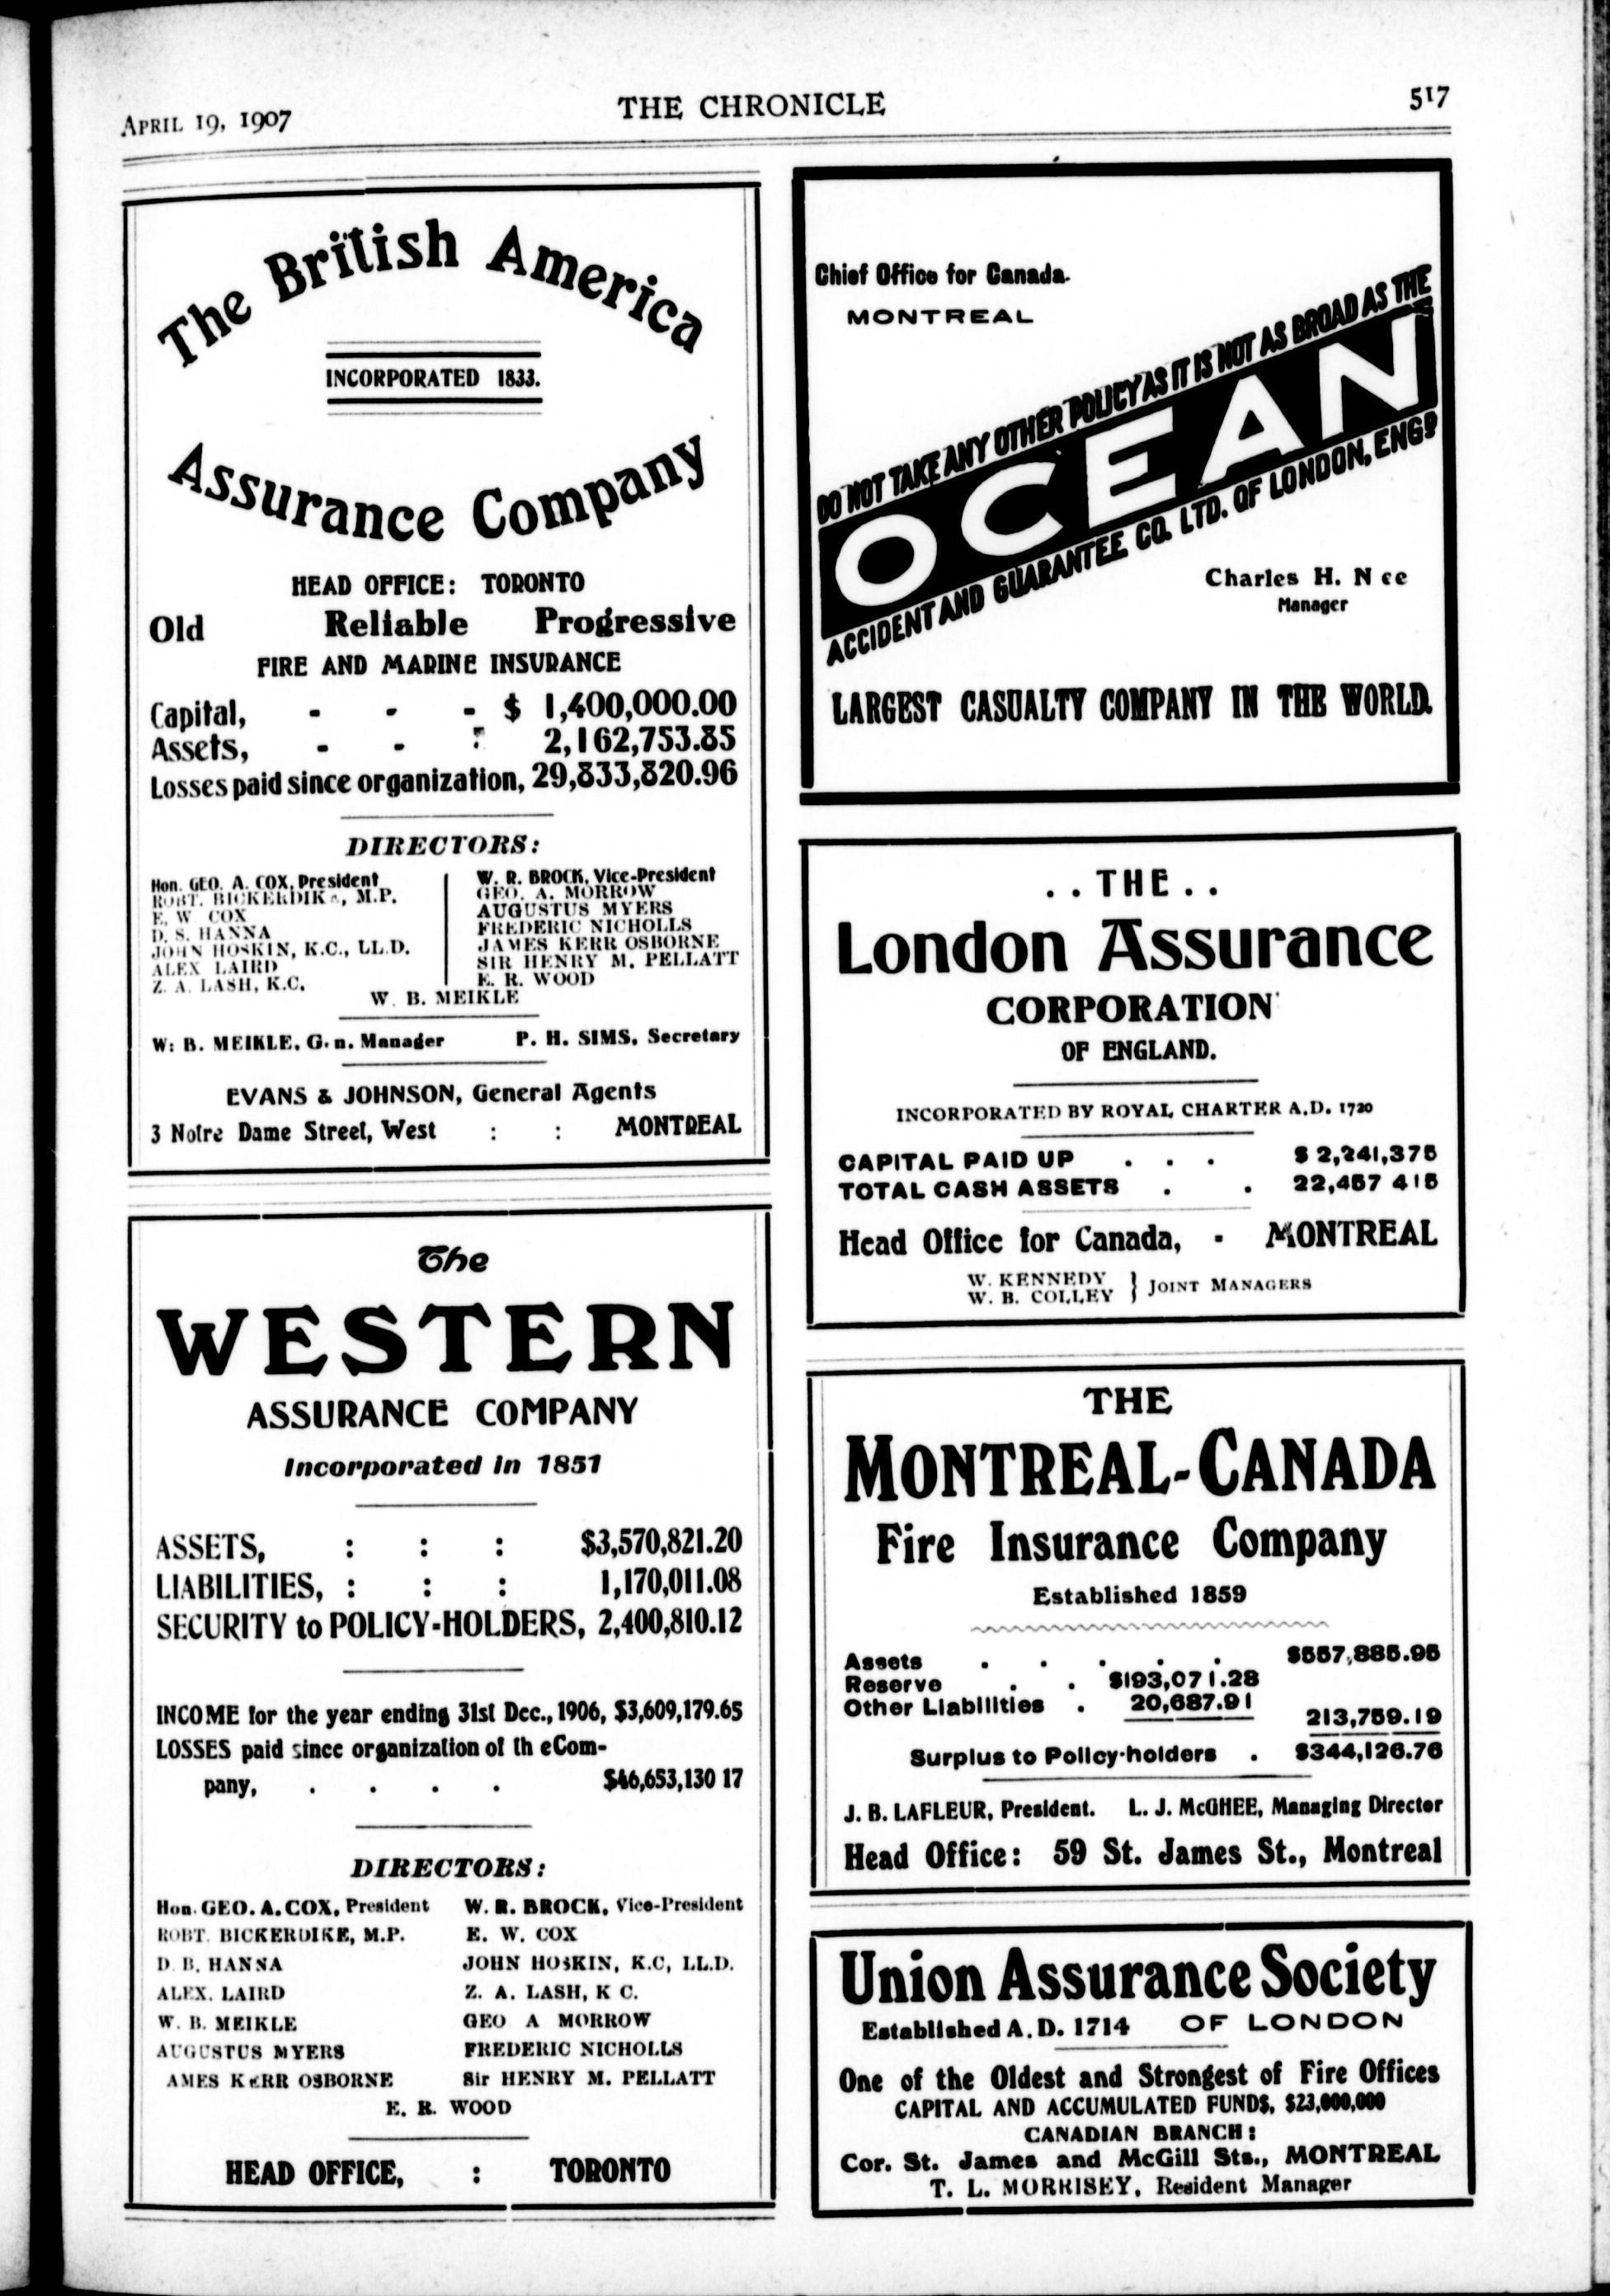 APRIL 19, 1907
THE CHRONICLE
517
The British America
INCORPORATED 1833.
Assurance Company
HEAD OFFICE: TORONTO
Old Reliable Progressive
FIRE AND MARINE INSURANCE
Capital, - - - $ 1,400,000.00
Assets, - - : 2,162,753.85
Losses paid since organization, 29,833,820.96
DIRECTORS:
Hon. GEO. A. COX, President
ROBT. BICKERDIKE, M.P.
E. W COX
D. S. HANNA
JOHN HOSKIN, K.C., LL.D.
ALEX LAIRD
Z. A. LASH, K.C.
W. R. BROCK, Vice-President
GEO. A. MORROW
AUGUSTUS MYERS
FREDERIC NICHOLLS
JAMES KERR OSBORNE
SIR HENRY M. PELLATT
E. R. WOOD
W. B. MEIKLE
W: B. MEIKLE, G.n. Manager P. H. SIMS, Secretary
EVANS & JOHNSON, General Agents
3 Notre Dame Street, West : : MONTREAL
The
WESTERN
ASSURANCE COMPANY
Incorporated in 1851
ASSETS, : : : $3,570,821.20
LIABILITIES, : : : 1,170,011.08
SECURITY to POLICY-HOLDERS, 2,400,810.12
INCOME for the year ending 31st Dec., 1906, $3,609,179.65
LOSSES paid since organization of th eCom-
pany, . . . . $46,653,130 17
DIRECTORS:
Hon. GEO. A. COX, President W. R. BROCK, Vice-President
ROBT. BICKERDIKE, M.P. E. W. COX
D. B. HANNA JOHN HOSKIN, K.C, LL.D.
ALEX. LAIRD Z. A. LASH, K C.
W. B. MEIKLE GEO A MORROW
AUGUSTUS MYERS FREDERIC NICHOLLS
AMES KERR OSBORNE Sir HENRY M. PELLATT
E. R. WOOD
HEAD OFFICE, : TORONTO
Chief Office for Canada.
MONTREAL
DO NOT TAKE ANY OTHER POLICY AS IT IS NOT AS BROAD AS THE
OCEAN
ACCIDENT AND GUARANTEE CO. LTD. OF LONDON, ENGD
Charles H. N ee
Manager
LARGEST CASUALTY COMPANY IN THE WORLD.
. . THE . .
London Assurance
CORPORATION
OF ENGLAND.
INCORPORATED BY ROYAL CHARTER A.D. 1720
CAPITAL PAID UP . . . $ 2,241,375
TOTAL CASH ASSETS . . 22,457 415
Head Office for Canada, - MONTREAL
W. KENNEDY
W. B. COLLEY } JOINT MANAGERS
THE
MONTREAL-CANADA
Fire Insurance Company
Established 1859
Assets . . . . . $557,885.95
Reserve . . $193,071.28
Other Liabilities . 20,687.91
213,759.19
Surplus to Policy-holders . $344,126.76
J. B. LAFLEUR, President. L. J. McGHEE, Managing Director
Head Office: 59 St. James St., Montreal
Union Assurance Society
Established A. D. 1714 OF LONDON
One of the Oldest and Strongest of Fire Offices
CAPITAL AND ACCUMULATED FUNDS, $23,000,000
CANADIAN BRANCH:
Cor. St. James and McGill Sts., MONTREAL
T. L. MORRISEY, Resident Manager